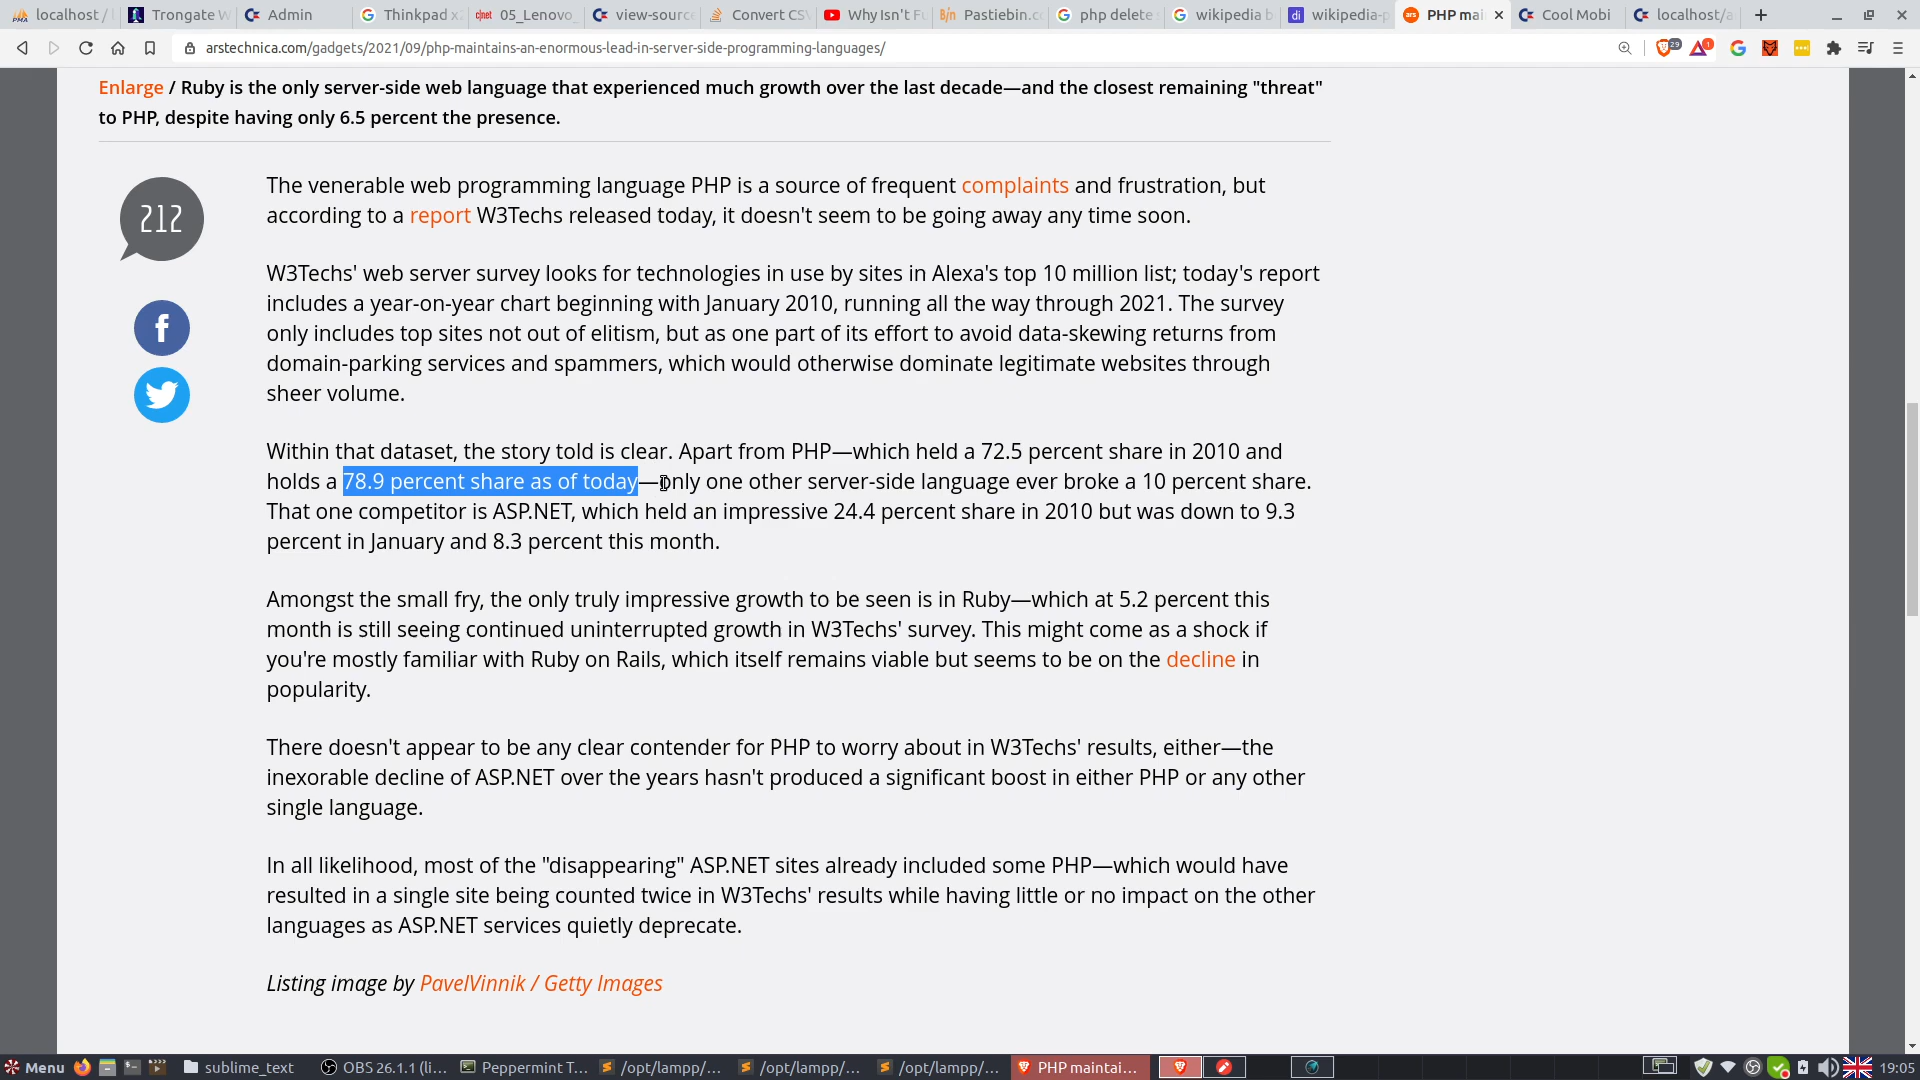 localhost /
Trongate W
Admin
Thinkpad x
05_Lenovo_
view-source
Convert CSV
Why Isn't Fu
Pastiebin.co
php delete
wikipedia b
wikipedia-p
PHP mai
Cool Mobi
localhost/a
arstechnica.com/gadgets/2021/09/php-maintains-an-enormous-lead-in-server-side-programming-languages/
Enlarge / Ruby is the only server-side web language that experienced much growth over the last decade—and the closest remaining "threat"
to PHP, despite having only 6.5 percent the presence.
212
The venerable web programming language PHP is a source of frequent complaints and frustration, but
according to a report W3Techs released today, it doesn't seem to be going away any time soon.
W3Techs' web server survey looks for technologies in use by sites in Alexa's top 10 million list; today's report
includes a year-on-year chart beginning with January 2010, running all the way through 2021. The survey
only includes top sites not out of elitism, but as one part of its effort to avoid data-skewing returns from
domain-parking services and spammers, which would otherwise dominate legitimate websites through
sheer volume.
Within that dataset, the story told is clear. Apart from PHP—which held a 72.5 percent share in 2010 and
holds a 78.9 percent share as of today—only one other server-side language ever broke a 10 percent share.
That one competitor is ASP.NET, which held an impressive 24.4 percent share in 2010 but was down to 9.3
percent in January and 8.3 percent this month.
Amongst the small fry, the only truly impressive growth to be seen is in Ruby—which at 5.2 percent this
month is still seeing continued uninterrupted growth in W3Techs' survey. This might come as a shock if
you're mostly familiar with Ruby on Rails, which itself remains viable but seems to be on the decline in
popularity.
There doesn't appear to be any clear contender for PHP to worry about in W3Techs' results, either—the
inexorable decline of ASP.NET over the years hasn't produced a significant boost in either PHP or any other
single language.
In all likelihood, most of the "disappearing" ASP.NET sites already included some PHP—which would have
resulted in a single site being counted twice in W3Techs' results while having little or no impact on the other
languages as ASP.NET services quietly deprecate.
Listing image by PavelVinnik / Getty Images
Menu
sublime_text
OBS 26.1.1 (li...
Peppermint T...
/opt/lampp/...
/opt/lampp/...
/opt/lampp/...
PHP maintai...
19:05